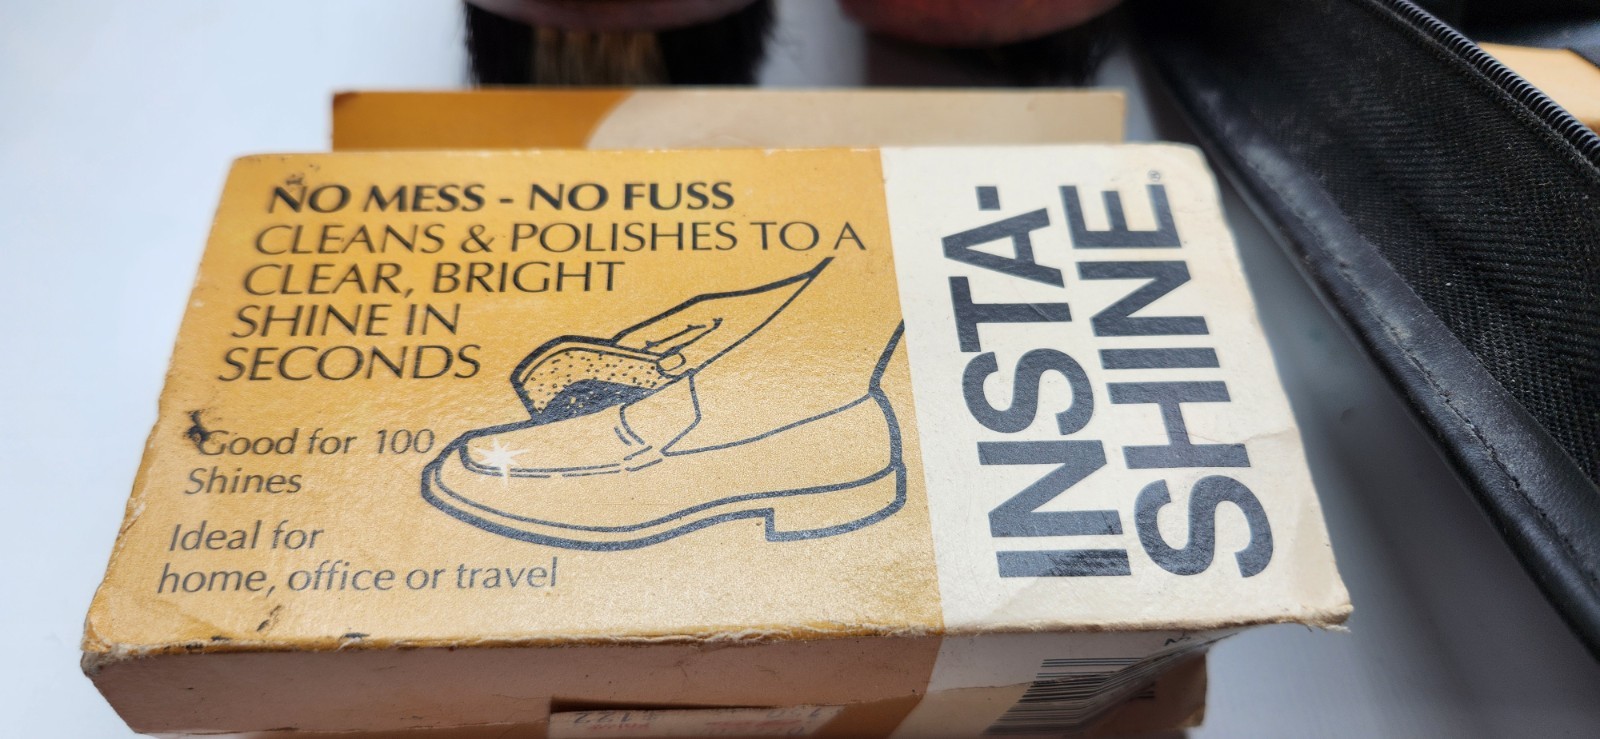 NO MESS - NO FUSS
CLEANS & POLISHES TO A
CLEAR, BRIGHT
SHINE IN
SECONDS
Good for 100
Shines
Ideal for
home, office or travel
INSTA-
SHINE®